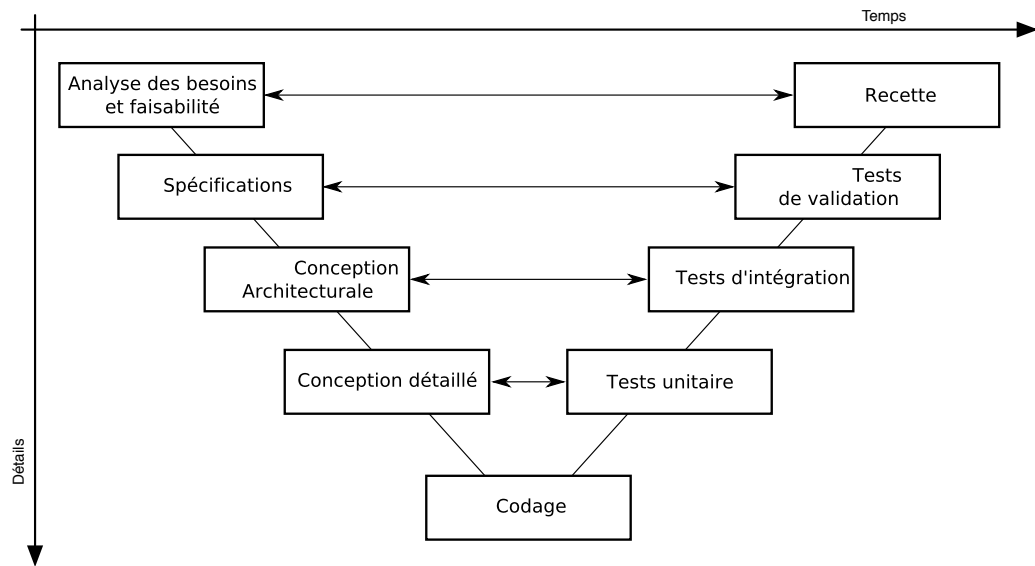 Temps
Analyse des besoins
et faisabilité
Recette
Spécifications
Tests
de validation
Conception
Architecturale
Tests d'intégration
Conception détaillé
Tests unitaire
Détails
Codage